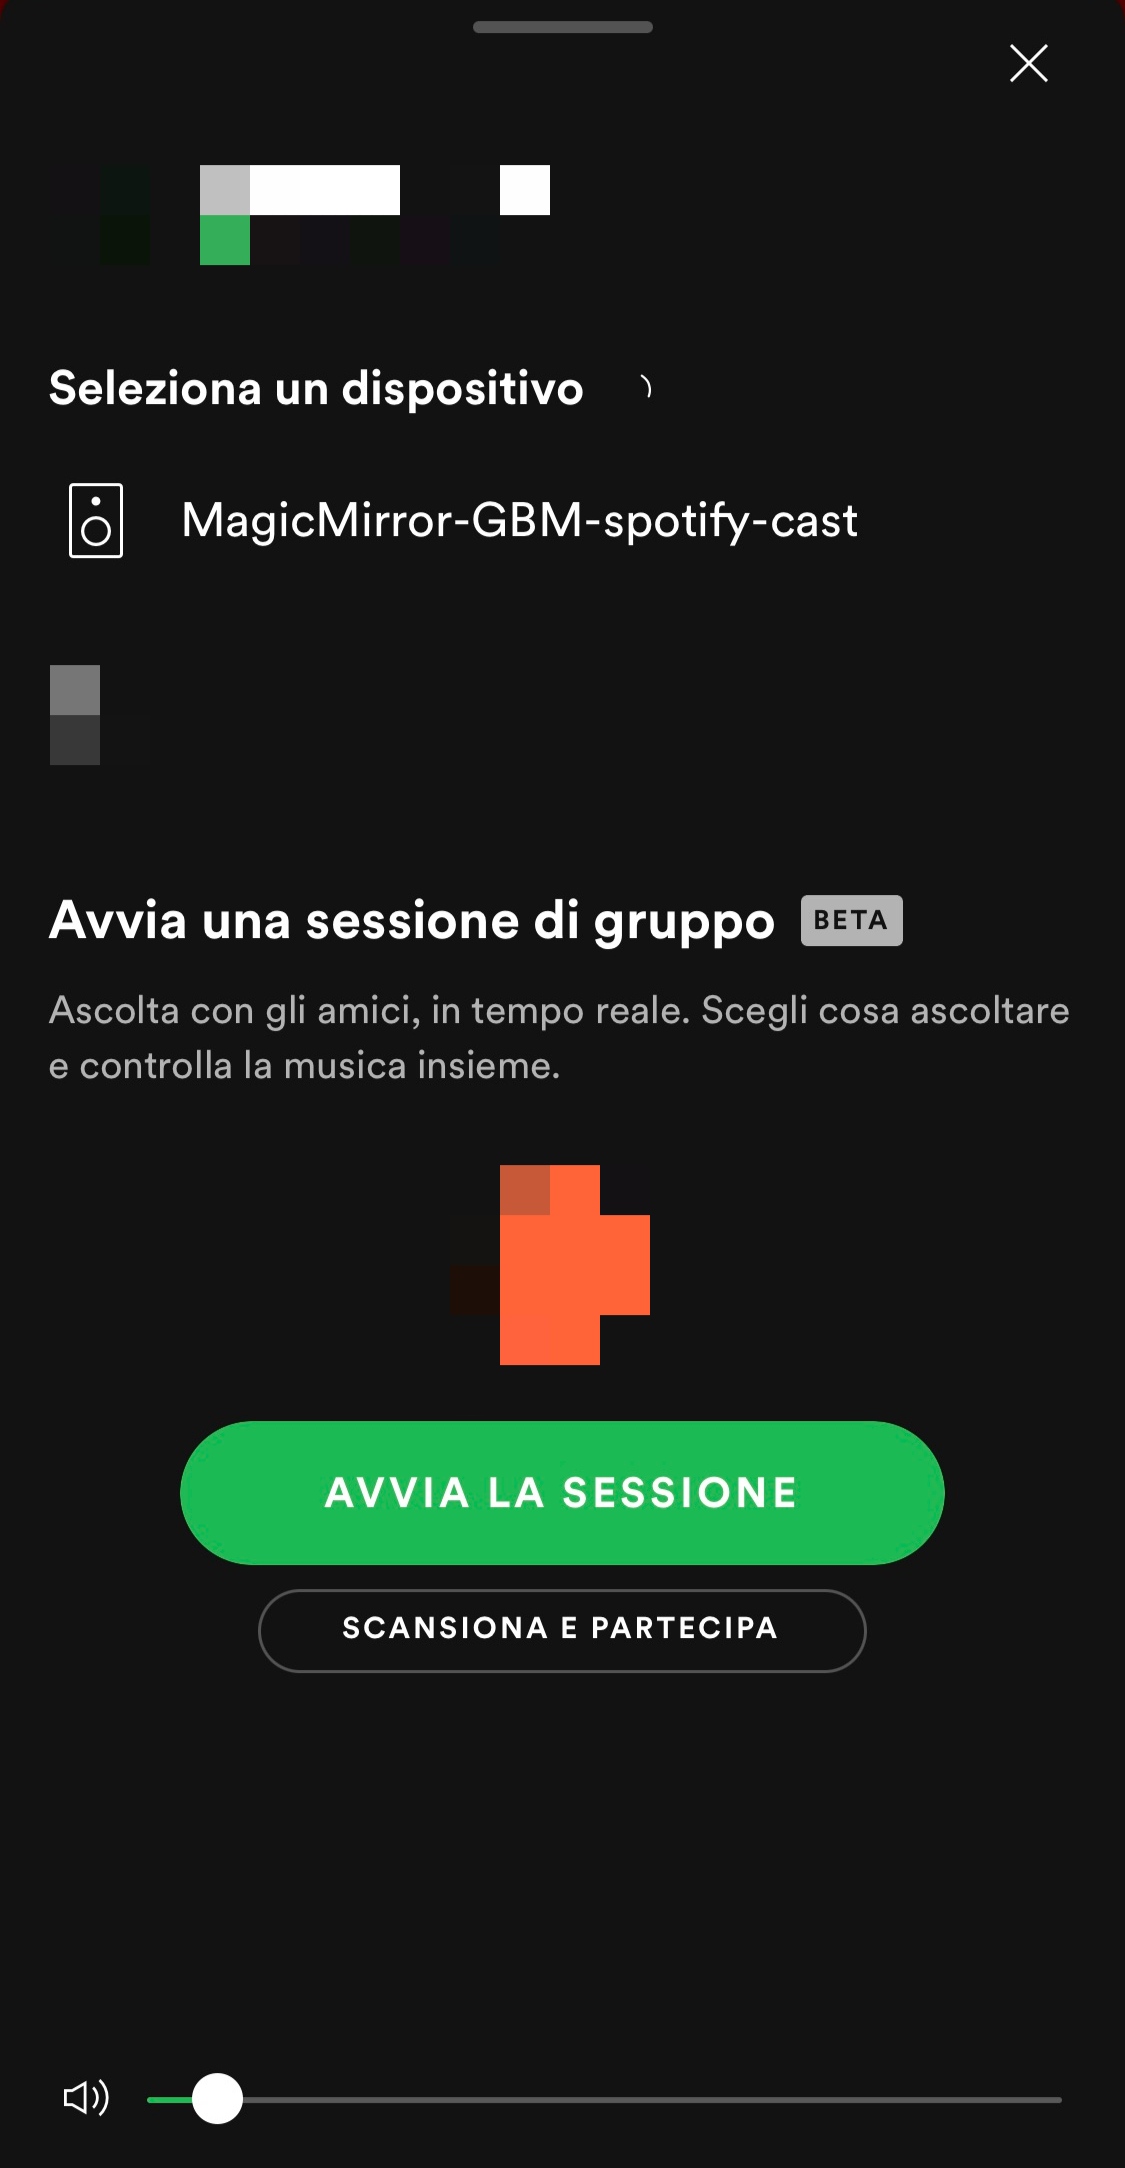 Seleziona un dispositivo
MagicMirror-GBM-spotify-cast
Avvia una sessione di gruppo BETA
Ascolta con gli amici, in tempo reale. Scegli cosa ascoltare
e controlla la musica insieme.
AVVIA LA SESSIONE
SCANSIONA E PARTECIPA